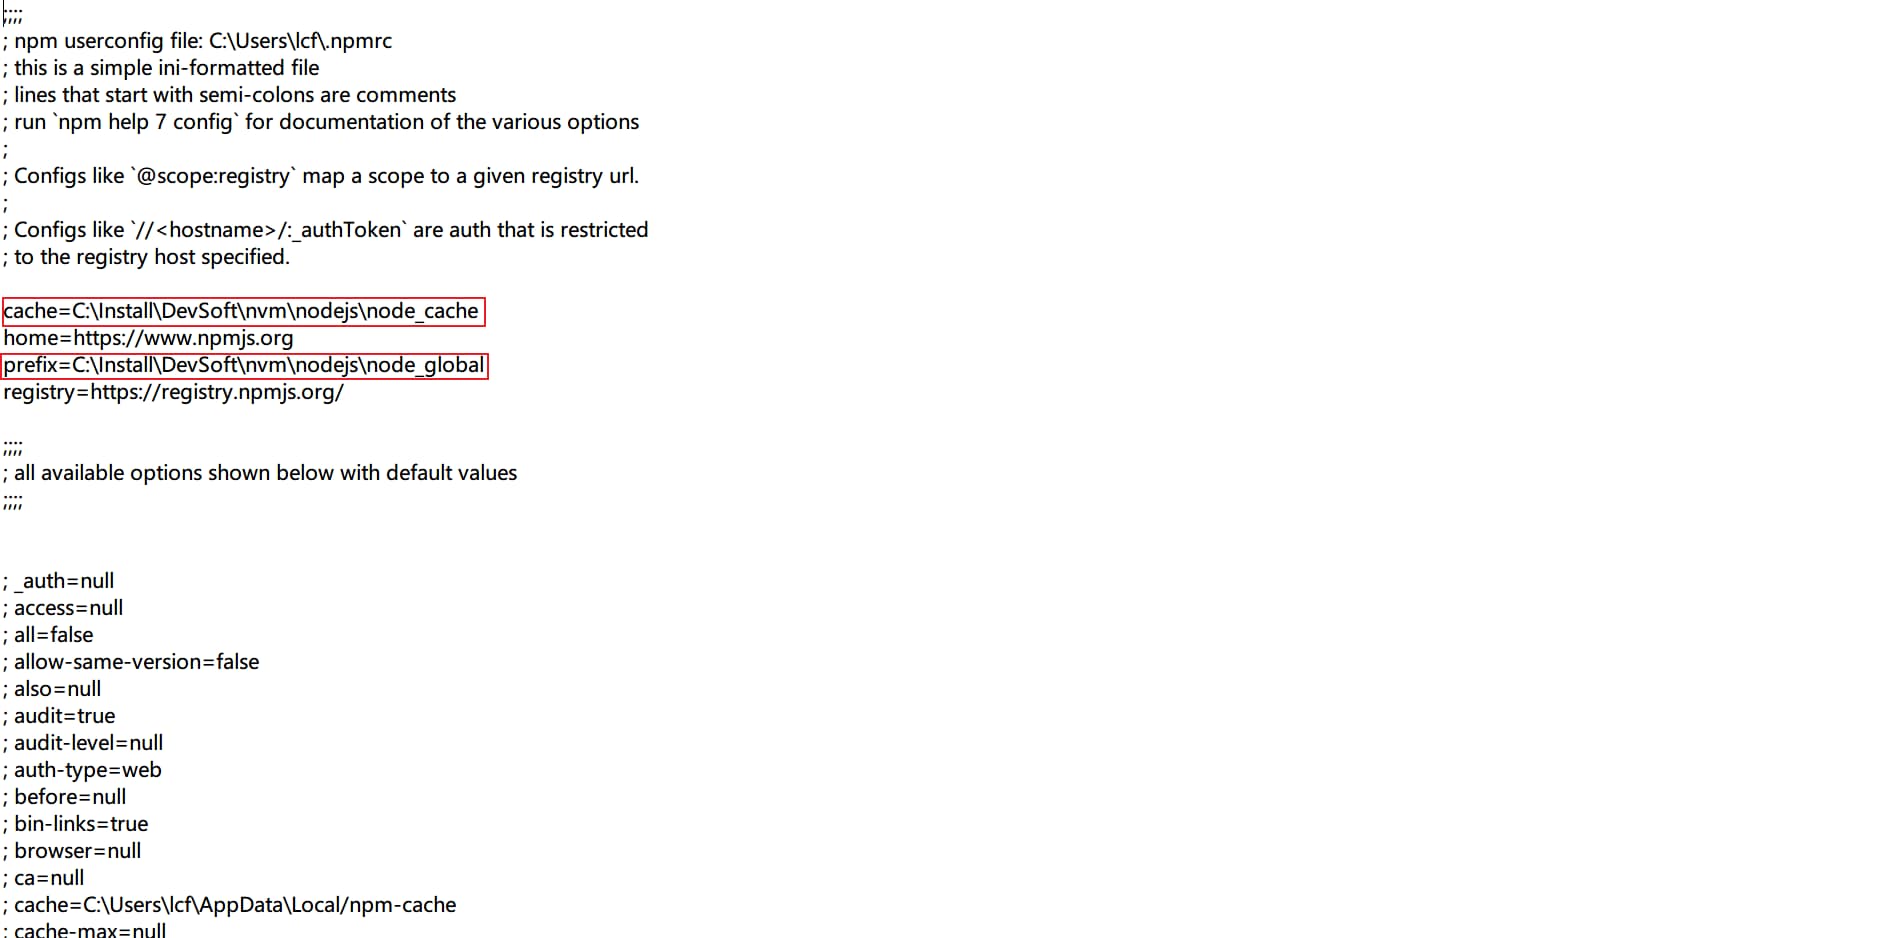 ;;;;
; npm userconfig file: C:\Users\lcf\.npmrc
; this is a simple ini-formatted file
; lines that start with semi-colons are comments
; run `npm help 7 config` for documentation of the various options
;
; Configs like `@scope:registry` map a scope to a given registry url.
;
; Configs like `//<hostname>/:_authToken` are auth that is restricted
; to the registry host specified.
cache=C:\Install\DevSoft\nvm\nodejs\node_cache
home=https://www.npmjs.org
prefix=C:\Install\DevSoft\nvm\nodejs\node_global
registry=https://registry.npmjs.org/
;;;;
; all available options shown below with default values
;;;;
; _auth=null
; access=null
; all=false
; allow-same-version=false
; also=null
; audit=true
; audit-level=null
; auth-type=web
; before=null
; bin-links=true
; browser=null
; ca=null
; cache=C:\Users\lcf\AppData\Local/npm-cache
; cache-max=null